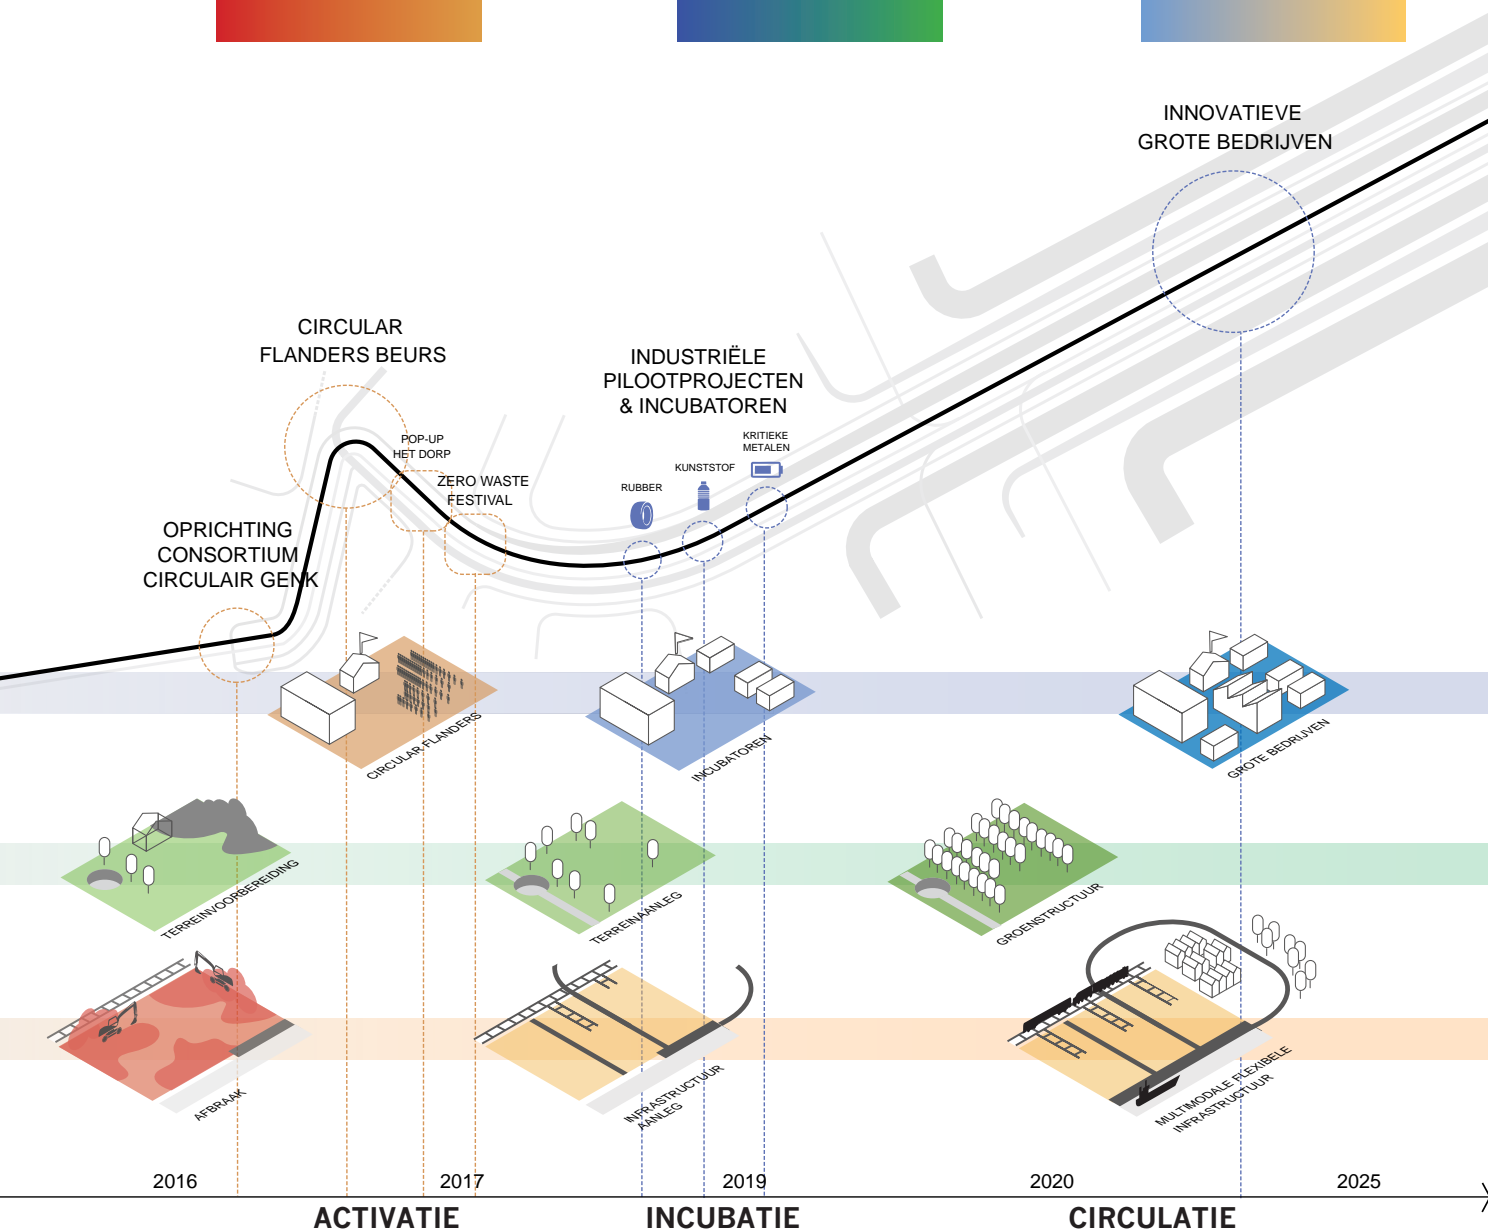 INNOVATIEVE
GROTE BEDRIJVEN
CIRCULAR
FLANDERS BEURS
INDUSTRIËLE
PILOOTPROJECTEN
& INCUBATOREN
POP-UP
HET DORP
KRITIEKE
METALEN
KUNSTSTOF
ZERO WASTE
FESTIVAL
RUBBER
OPRICHTING
CONSORTIUM
CIRCULAIR GENK
CIRCULAR FLANDERS
INCUBATOREN
GROTE BEDRIJVEN
TERREINVOORBEREIDING
TERREINAANLEG
GROENSTRUCTUUR
AFBRAAK
INFRASTRUCTUUR
AANLEG
MULTIMODALE FLEXIBELE
INFRASTRUCTUUR
2016
2017
2019
2020
2025
ACTIVATIE
INCUBATIE
CIRCULATIE